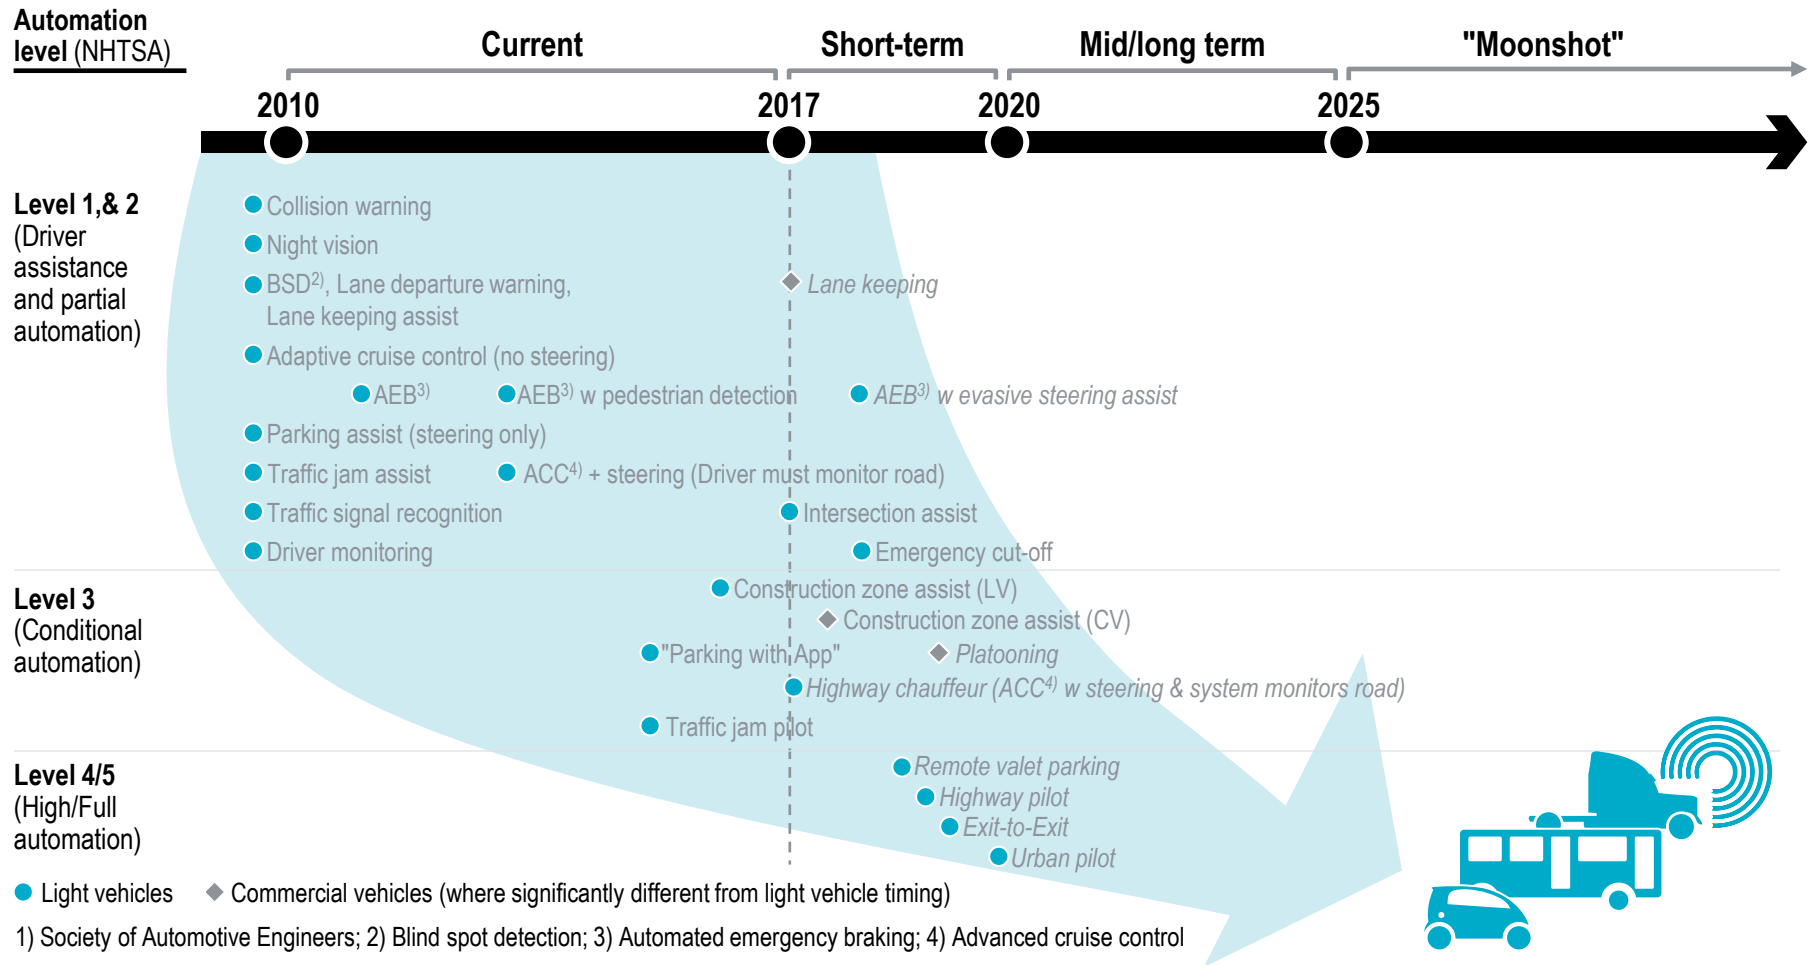 Automation
level (NHTSA)
Current
Short-term
Mid/long term
"Moonshot"
2010
2017
2020
2025
Level 1,& 2
(Driver
assistance
and partial
automation)
Collision warning
Night vision
BSD2), Lane departure warning,
Lane keeping assist
Lane keeping
Adaptive cruise control (no steering)
AEB3)
AEB3) w pedestrian detection
AEB3) w evasive steering assist
Parking assist (steering only)
Traffic jam assist
ACC4) + steering (Driver must monitor road)
Traffic signal recognition
Intersection assist
Driver monitoring
Emergency cut-off
Level 3
(Conditional
automation)
Construction zone assist (LV)
Construction zone assist (CV)
"Parking with App"
Platooning
Highway chauffeur (ACC4) w steering & system monitors road)
Traffic jam pilot
Level 4/5
(High/Full
automation)
Remote valet parking
Highway pilot
Exit-to-Exit
Urban pilot
Light vehicles
Commercial vehicles (where significantly different from light vehicle timing)
1) Society of Automotive Engineers; 2) Blind spot detection; 3) Automated emergency braking; 4) Advanced cruise control